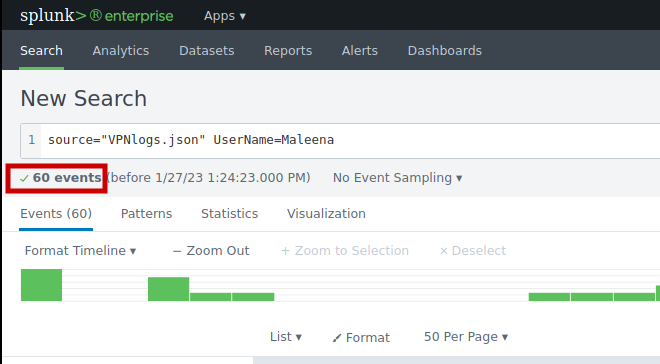 splunk>®enterprise Apps ▾
Search Analytics Datasets Reports Alerts Dashboards
New Search
1 source="VPNlogs.json" UserName=Maleena
✓ 60 events (before 1/27/23 1:24:23.000 PM) No Event Sampling ▾
Events (60) Patterns Statistics Visualization
Format Timeline ▾ − Zoom Out + Zoom to Selection × Deselect
List ▾ Format 50 Per Page ▾